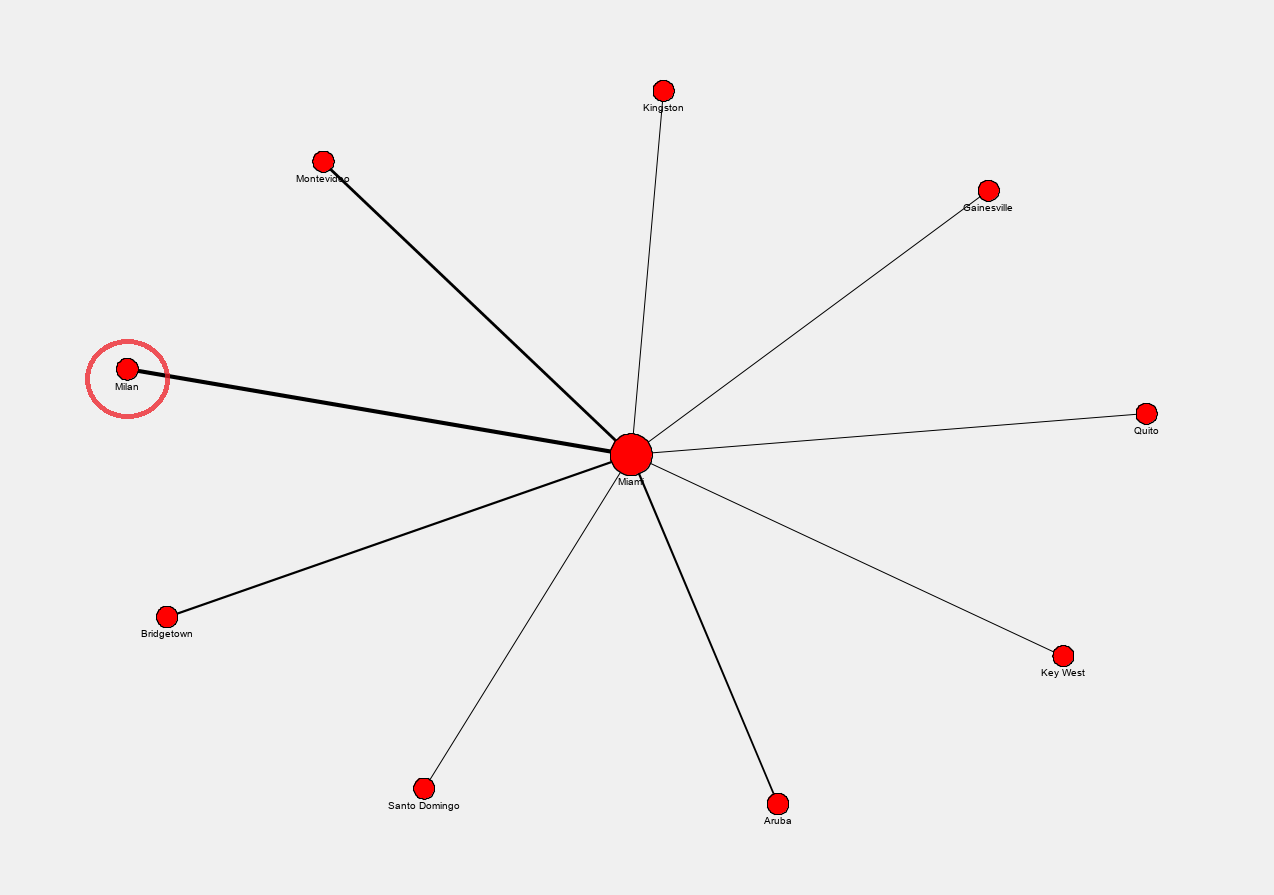 Kingston
Montevideo
Gainesville
Milan
Quito
Miami
Bridgetown
Key West
Santo Domingo
Aruba